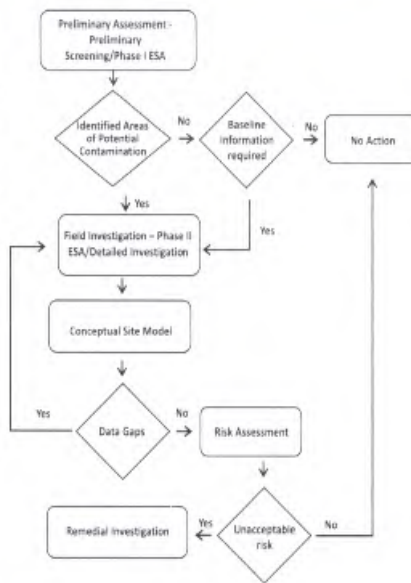 Preliminary Assessment -
Preliminary
Screening/Phase I ESA
Identified Areas
of Potential
Contamination
No
Baseline
information
required
No
No Action
Yes
Yes
Field Investigation – Phase II
ESA/Detailed Investigation
Conceptual Site Model
Yes
Data Gaps
No
Risk Assessment
Remedial Investigation
Yes
Unacceptable
risk
No